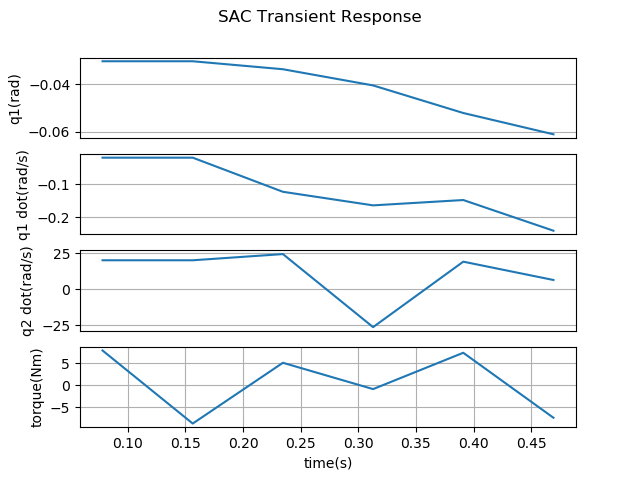 SAC Transient Response
q1(rad)
−0.04
−0.06
q1 dot(rad/s)
−0.1
−0.2
q2 dot(rad/s)
25
0
−25
torque(Nm)
5
0
−5
0.10 0.15 0.20 0.25 0.30 0.35 0.40 0.45
time(s)